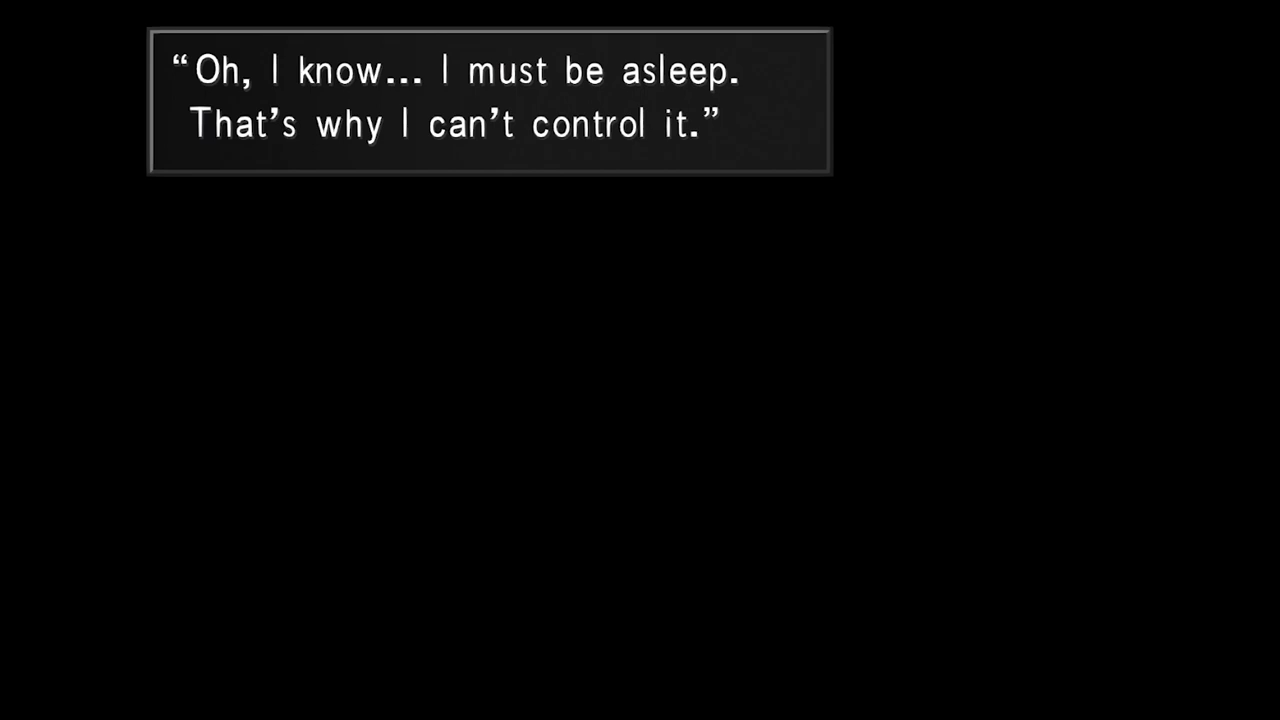 “Oh, I know... I must be asleep.
That’s why I can’t control it.”